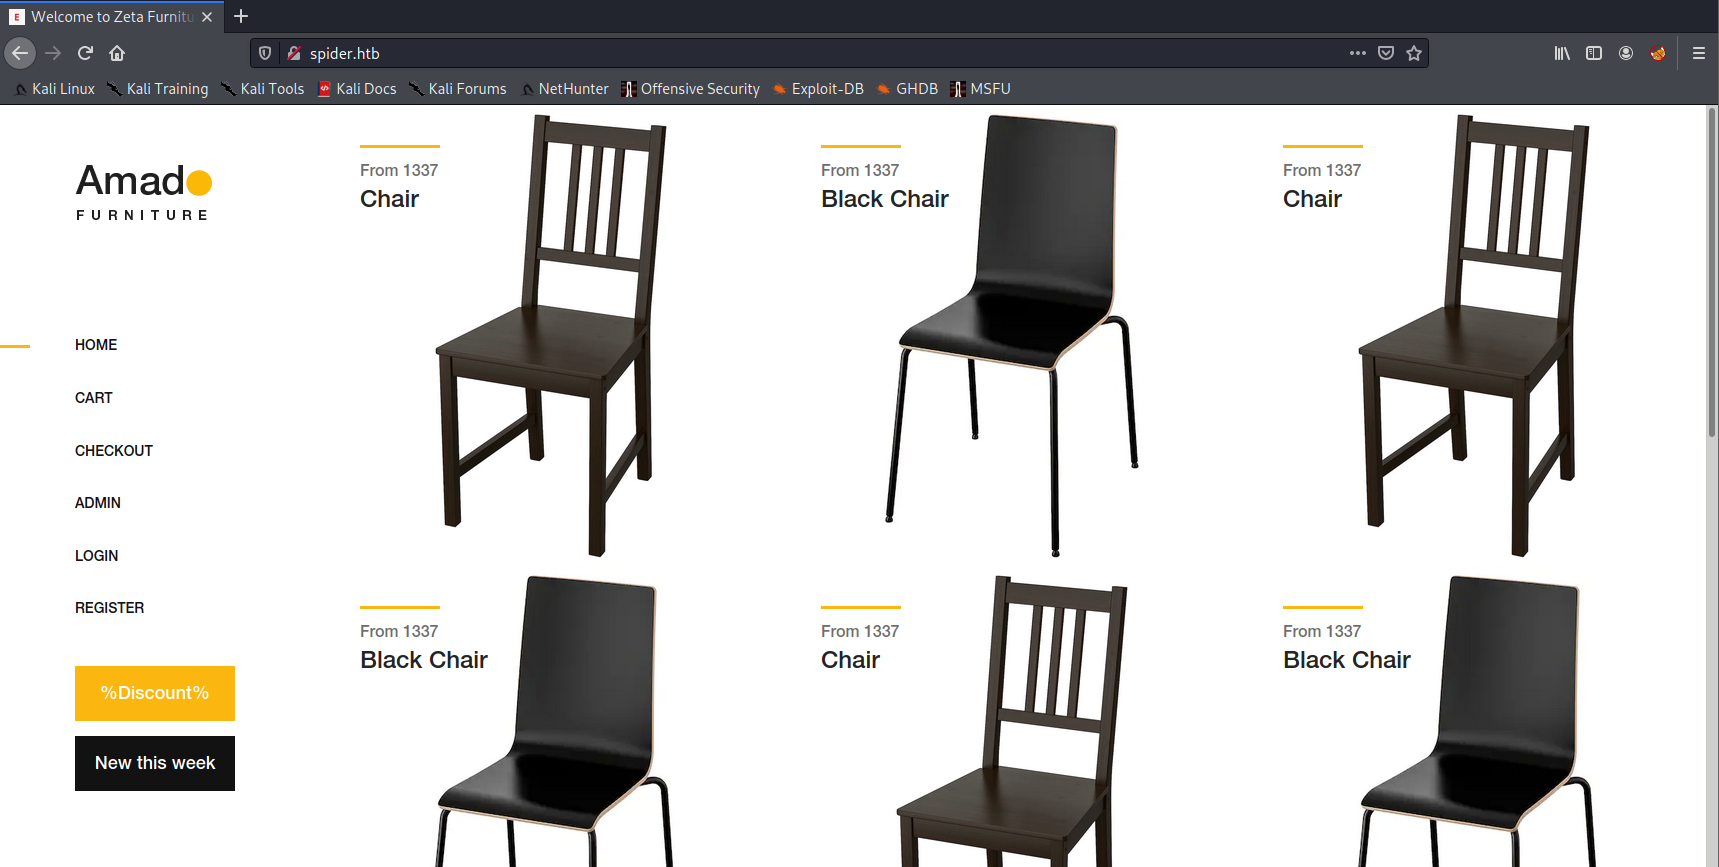 E Welcome to Zeta Furnitu
spider.htb
Kali Linux Kali Training Kali Tools Kali Docs Kali Forums NetHunter Offensive Security Exploit-DB GHDB MSFU
Amado
FURNITURE
HOME
CART
CHECKOUT
ADMIN
LOGIN
REGISTER
%Discount%
New this week
From 1337
Chair
From 1337
Black Chair
From 1337
Chair
From 1337
Black Chair
From 1337
Chair
From 1337
Black Chair